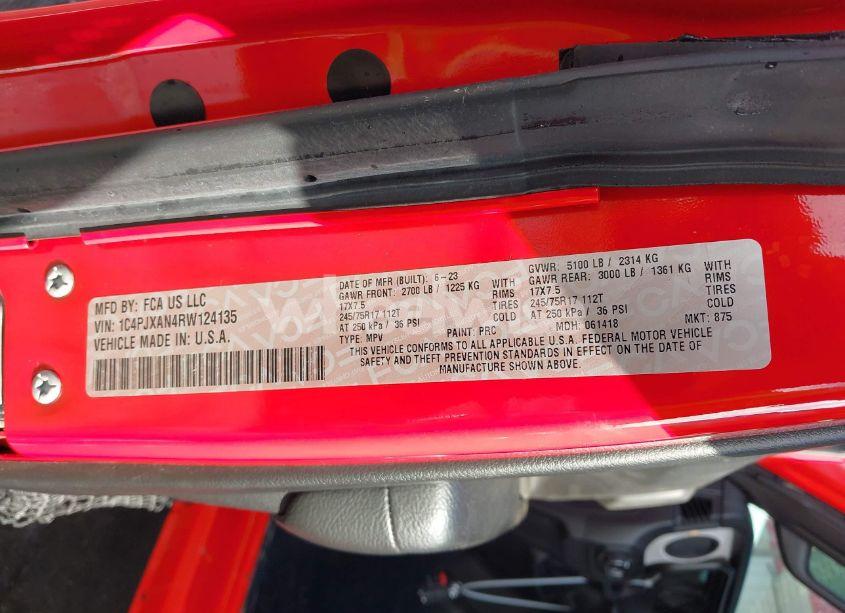 MFD BY: FCA US LLC
VIN: 1C4PJXAN4RW124135
VEHICLE MADE IN: U.S.A.
DATE OF MFR (BUILT): 6-23
GAWR FRONT: 2700 LB / 1225 KG WITH
17X7.5 RIMS
245/75R17 112T TIRES
AT 250 kPa / 36 PSI COLD
TYPE: MPV PAINT: PRC
GVWR: 5100 LB / 2314 KG
GAWR REAR: 3000 LB / 1361 KG WITH
17X7.5 RIMS
245/75R17 112T TIRES
AT 250 kPa / 36 PSI COLD
MDH: 061418 MKT: 875
THIS VEHICLE CONFORMS TO ALL APPLICABLE U.S.A. FEDERAL MOTOR VEHICLE
SAFETY AND THEFT PREVENTION STANDARDS IN EFFECT ON THE DATE OF
MANUFACTURE SHOWN ABOVE.